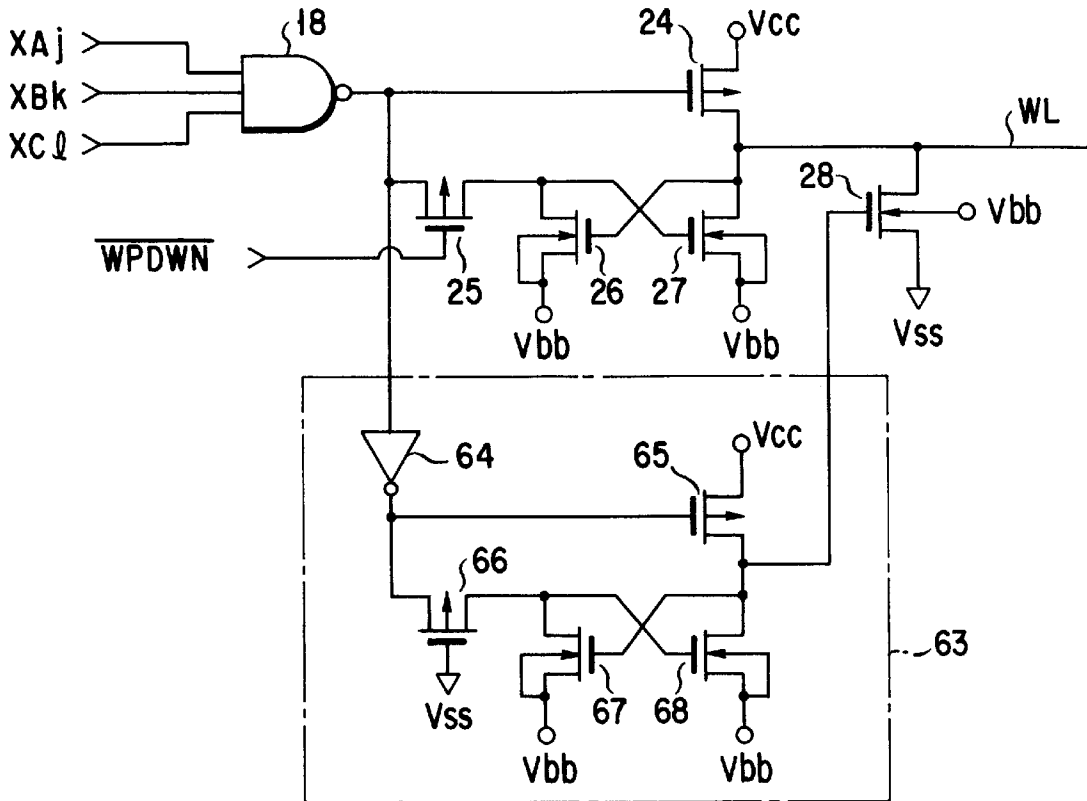 18
24
Vcc
XAj
XBk
XCℓ
WL
28
Vbb
WPDWN
25
26
27
Vbb
Vbb
Vss
64
65
Vcc
66
63
Vss
67
68
Vbb
Vbb